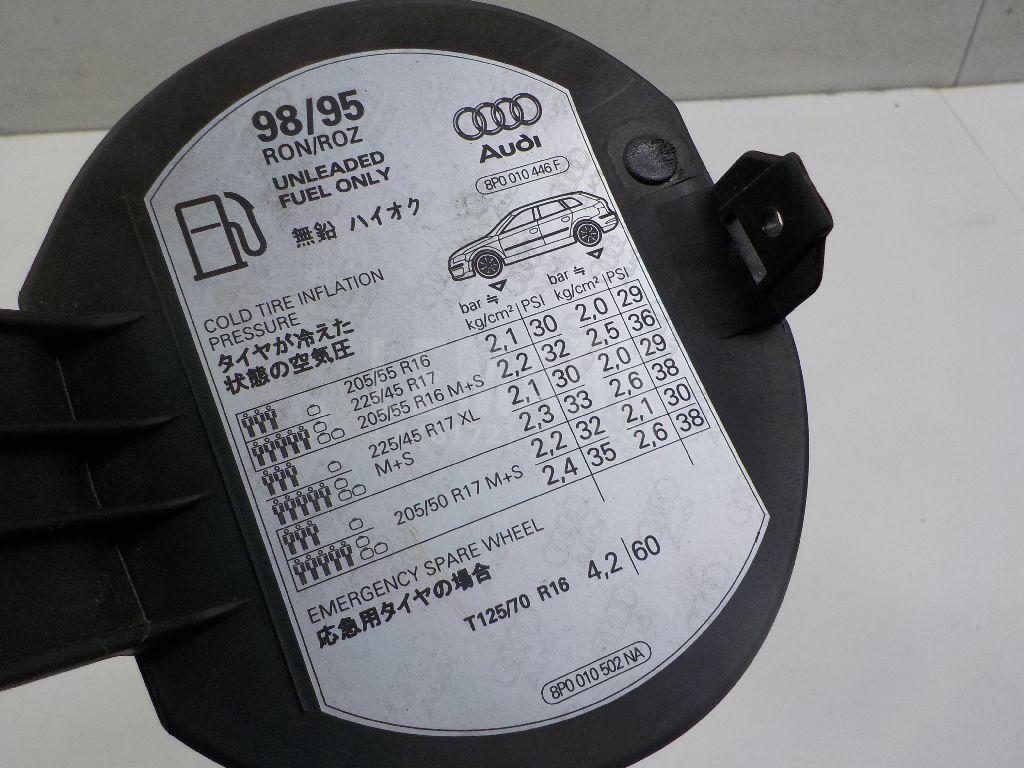 98/95
RON/ROZ
UNLEADED
FUEL ONLY
無鉛 ハイオク
Audi
8P0 010 446 F
COLD TIRE INFLATION
PRESSURE
タイヤが冷えた
状態の空気圧
bar ≒ kg/cm² PSI bar ≒ kg/cm² PSI
205/55 R16 2,1 30 2,0 29
225/45 R17 2,2 32 2,5 36
205/55 R16 M+S 2,1 30 2,0 29
225/45 R17 XL 2,3 33 2,6 38
M+S 2,2 32 2,1 30
205/50 R17 M+S 2,4 35 2,6 38
EMERGENCY SPARE WHEEL
応急用タイヤの場合
T125/70 R16 4,2 60
8P0 010 502 NA